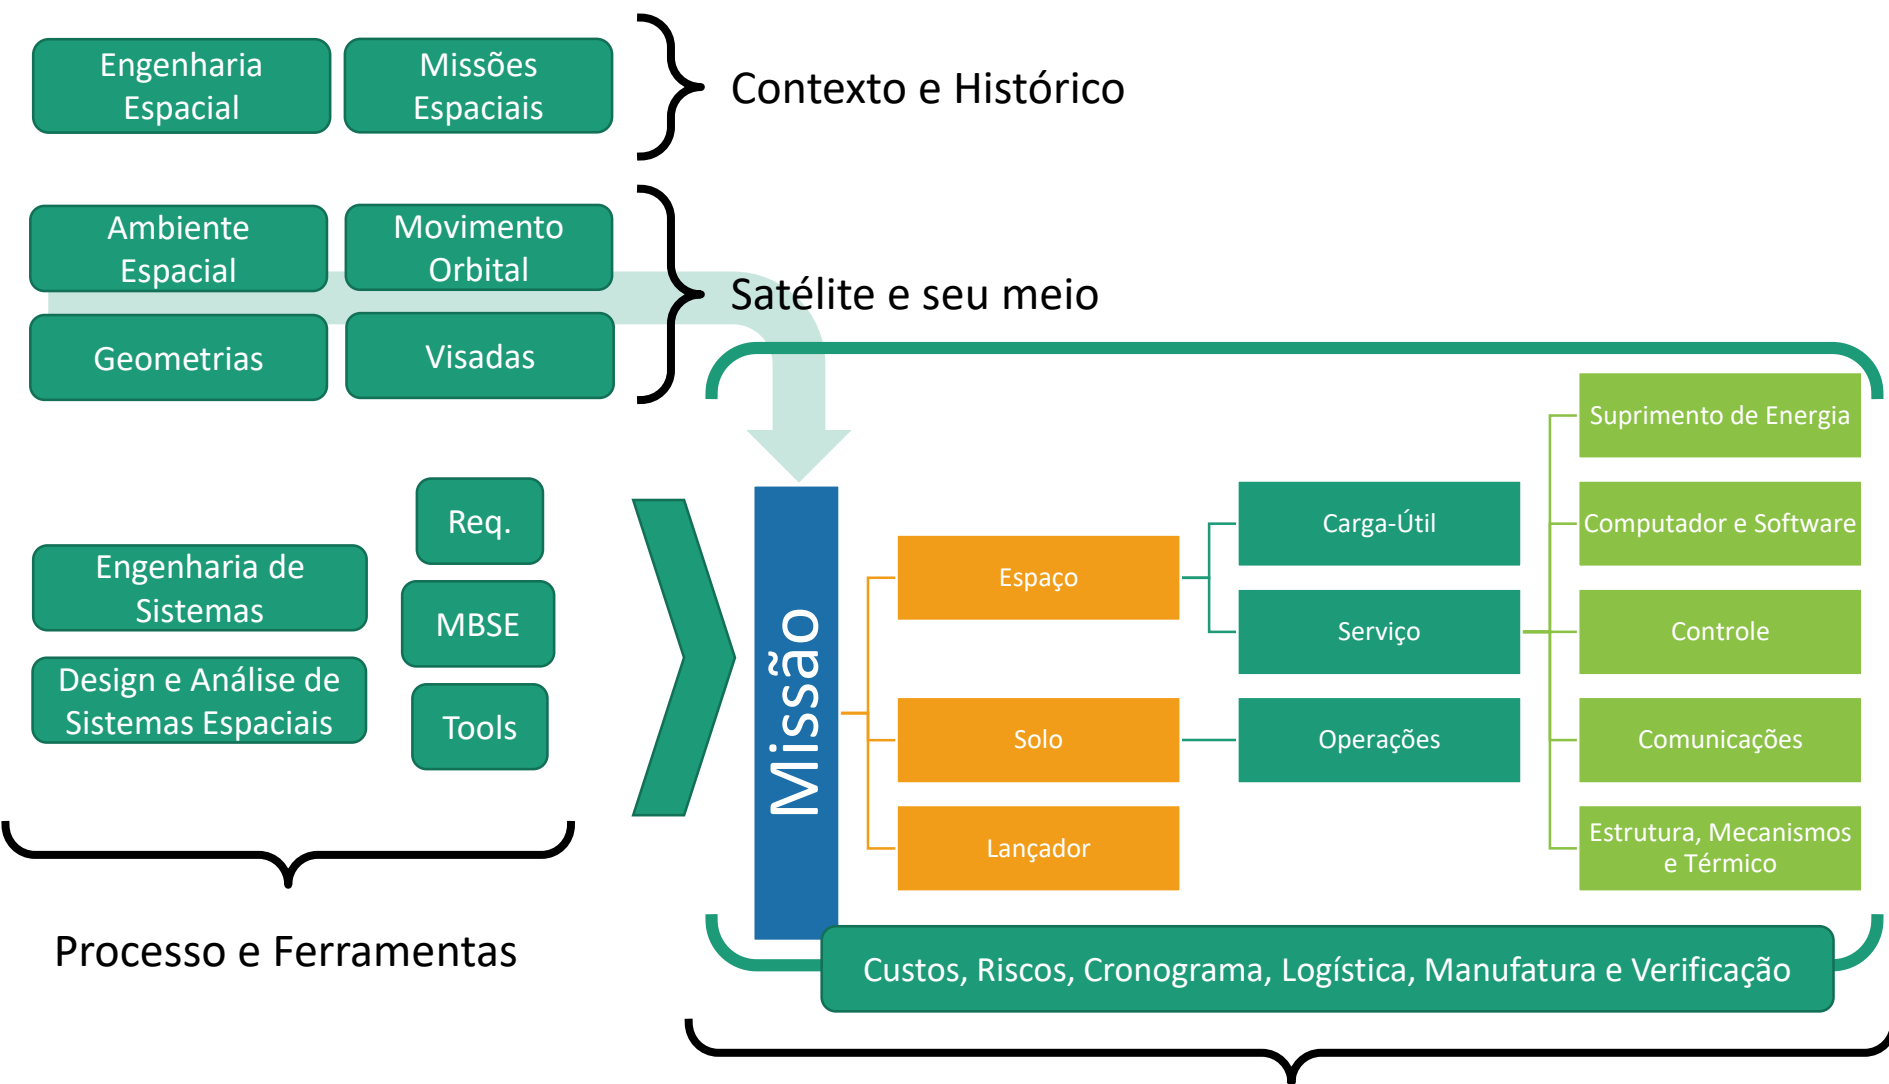 Engenharia
Espacial
Missões
Espaciais
Contexto e Histórico
Ambiente
Espacial
Movimento
Orbital
Geometrias
Visadas
Satélite e seu meio
Req.
Engenharia de
Sistemas
MBSE
Design e Análise de
Sistemas Espaciais
Tools
Processo e Ferramentas
Missão
Espaço
Solo
Lançador
Carga-Útil
Serviço
Operações
Suprimento de Energia
Computador e Software
Controle
Comunicações
Estrutura, Mecanismos
e Térmico
Custos, Riscos, Cronograma, Logística, Manufatura e Verificação